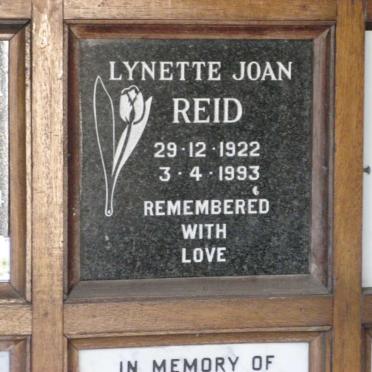 LYNETTE JOAN
REID
29·12·1922
3·4·1993
REMEMBERED
WITH
LOVE
IN MEMORY OF